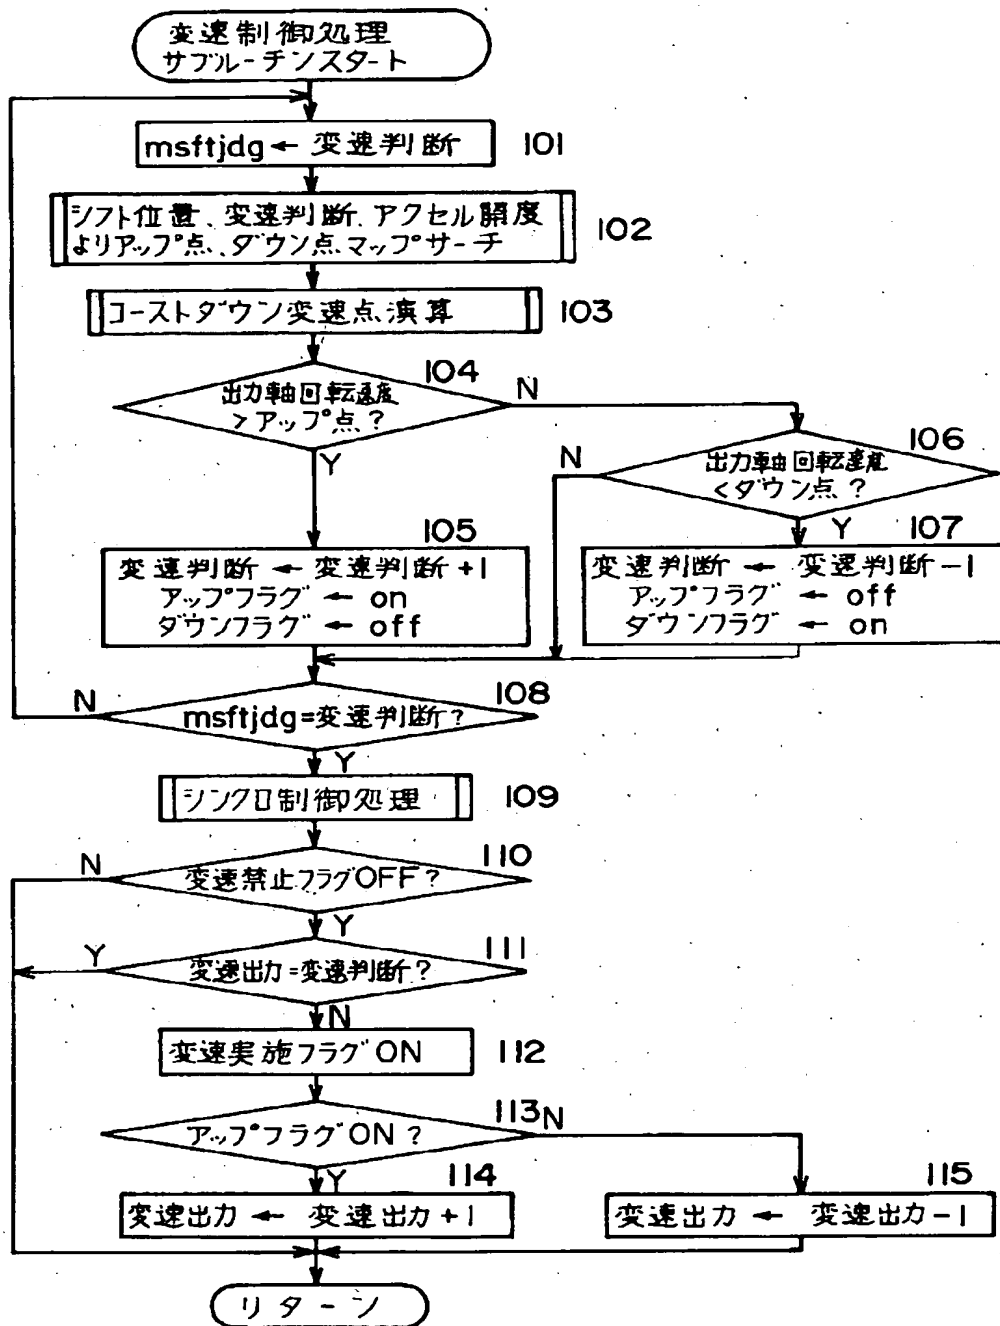 変速制御処理
サブルーチンスタート
msftjdg ← 変速判断
101
シフト位置、変速判断、アクセル開度
よりアップ点、ダウン点マップサーチ
102
コーストダウン変速点演算
103
104
出力軸回転速度
>アップ点?
N
Y
106
出力軸回転速度
<ダウン点?
N
Y
105
変速判断 ← 変速判断+1
アップフラグ ← on
ダウンフラグ ← off
107
変速判断 ← 変速判断-1
アップフラグ ← off
ダウンフラグ ← on
108
N
msftjdg=変速判断?
Y
シンクロ制御処理
109
110
N
変速禁止フラグOFF?
Y
111
Y
変速出力=変速判断?
N
変速実施フラグON
112
113
N
アップフラグON?
Y
114
変速出力 ← 変速出力+1
115
変速出力 ← 変速出力-1
リターン